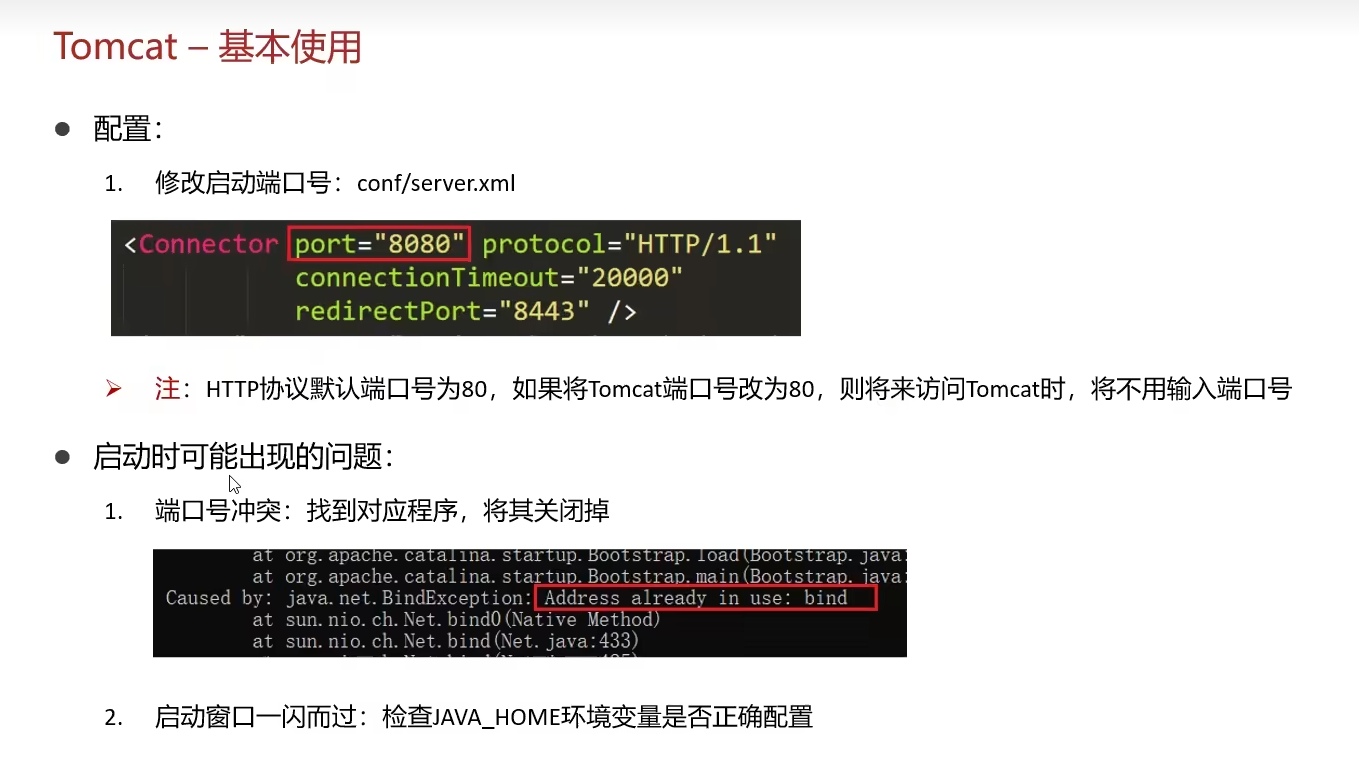 Tomcat – 基本使用
● 配置：
1. 修改启动端口号：conf/server.xml
<Connector port="8080" protocol="HTTP/1.1"
connectionTimeout="20000"
redirectPort="8443" />
➢ 注：HTTP协议默认端口号为80，如果将Tomcat端口号改为80，则将来访问Tomcat时，将不用输入端口号
● 启动时可能出现的问题：
1. 端口号冲突：找到对应程序，将其关闭掉
at org.apache.catalina.startup.Bootstrap.load(Bootstrap.java:
at org.apache.catalina.startup.Bootstrap.main(Bootstrap.java:
Caused by: java.net.BindException: Address already in use: bind
at sun.nio.ch.Net.bind0(Native Method)
at sun.nio.ch.Net.bind(Net.java:433)
2. 启动窗口一闪而过：检查JAVA_HOME环境变量是否正确配置